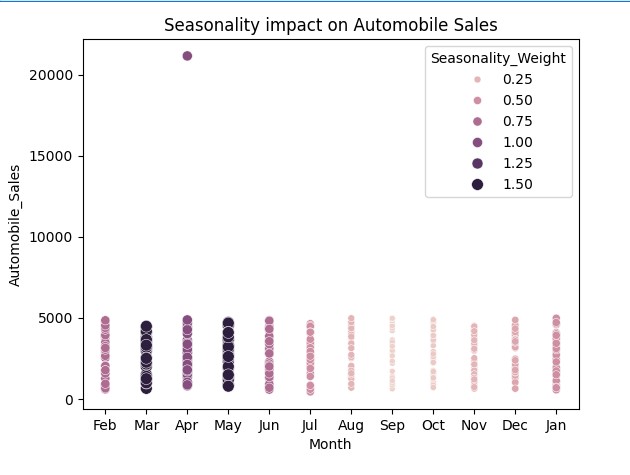 Seasonality impact on Automobile Sales
Seasonality_Weight
0.25
0.50
0.75
1.00
1.25
1.50
Automobile_Sales
20000
15000
10000
5000
0
Feb Mar Apr May Jun Jul Aug Sep Oct Nov Dec Jan
Month